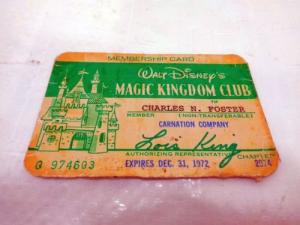 MEMBERSHIP CARD
Walt Disney's
MAGIC KINGDOM CLUB
TO
CHARLES N. FOSTER
MEMBER (NON-TRANSFERABLE)
CARNATION COMPANY
Lois King
AUTHORIZING REPRESENTATIVE CHAPTER
G 974603 EXPIRES DEC. 31, 1972 2074